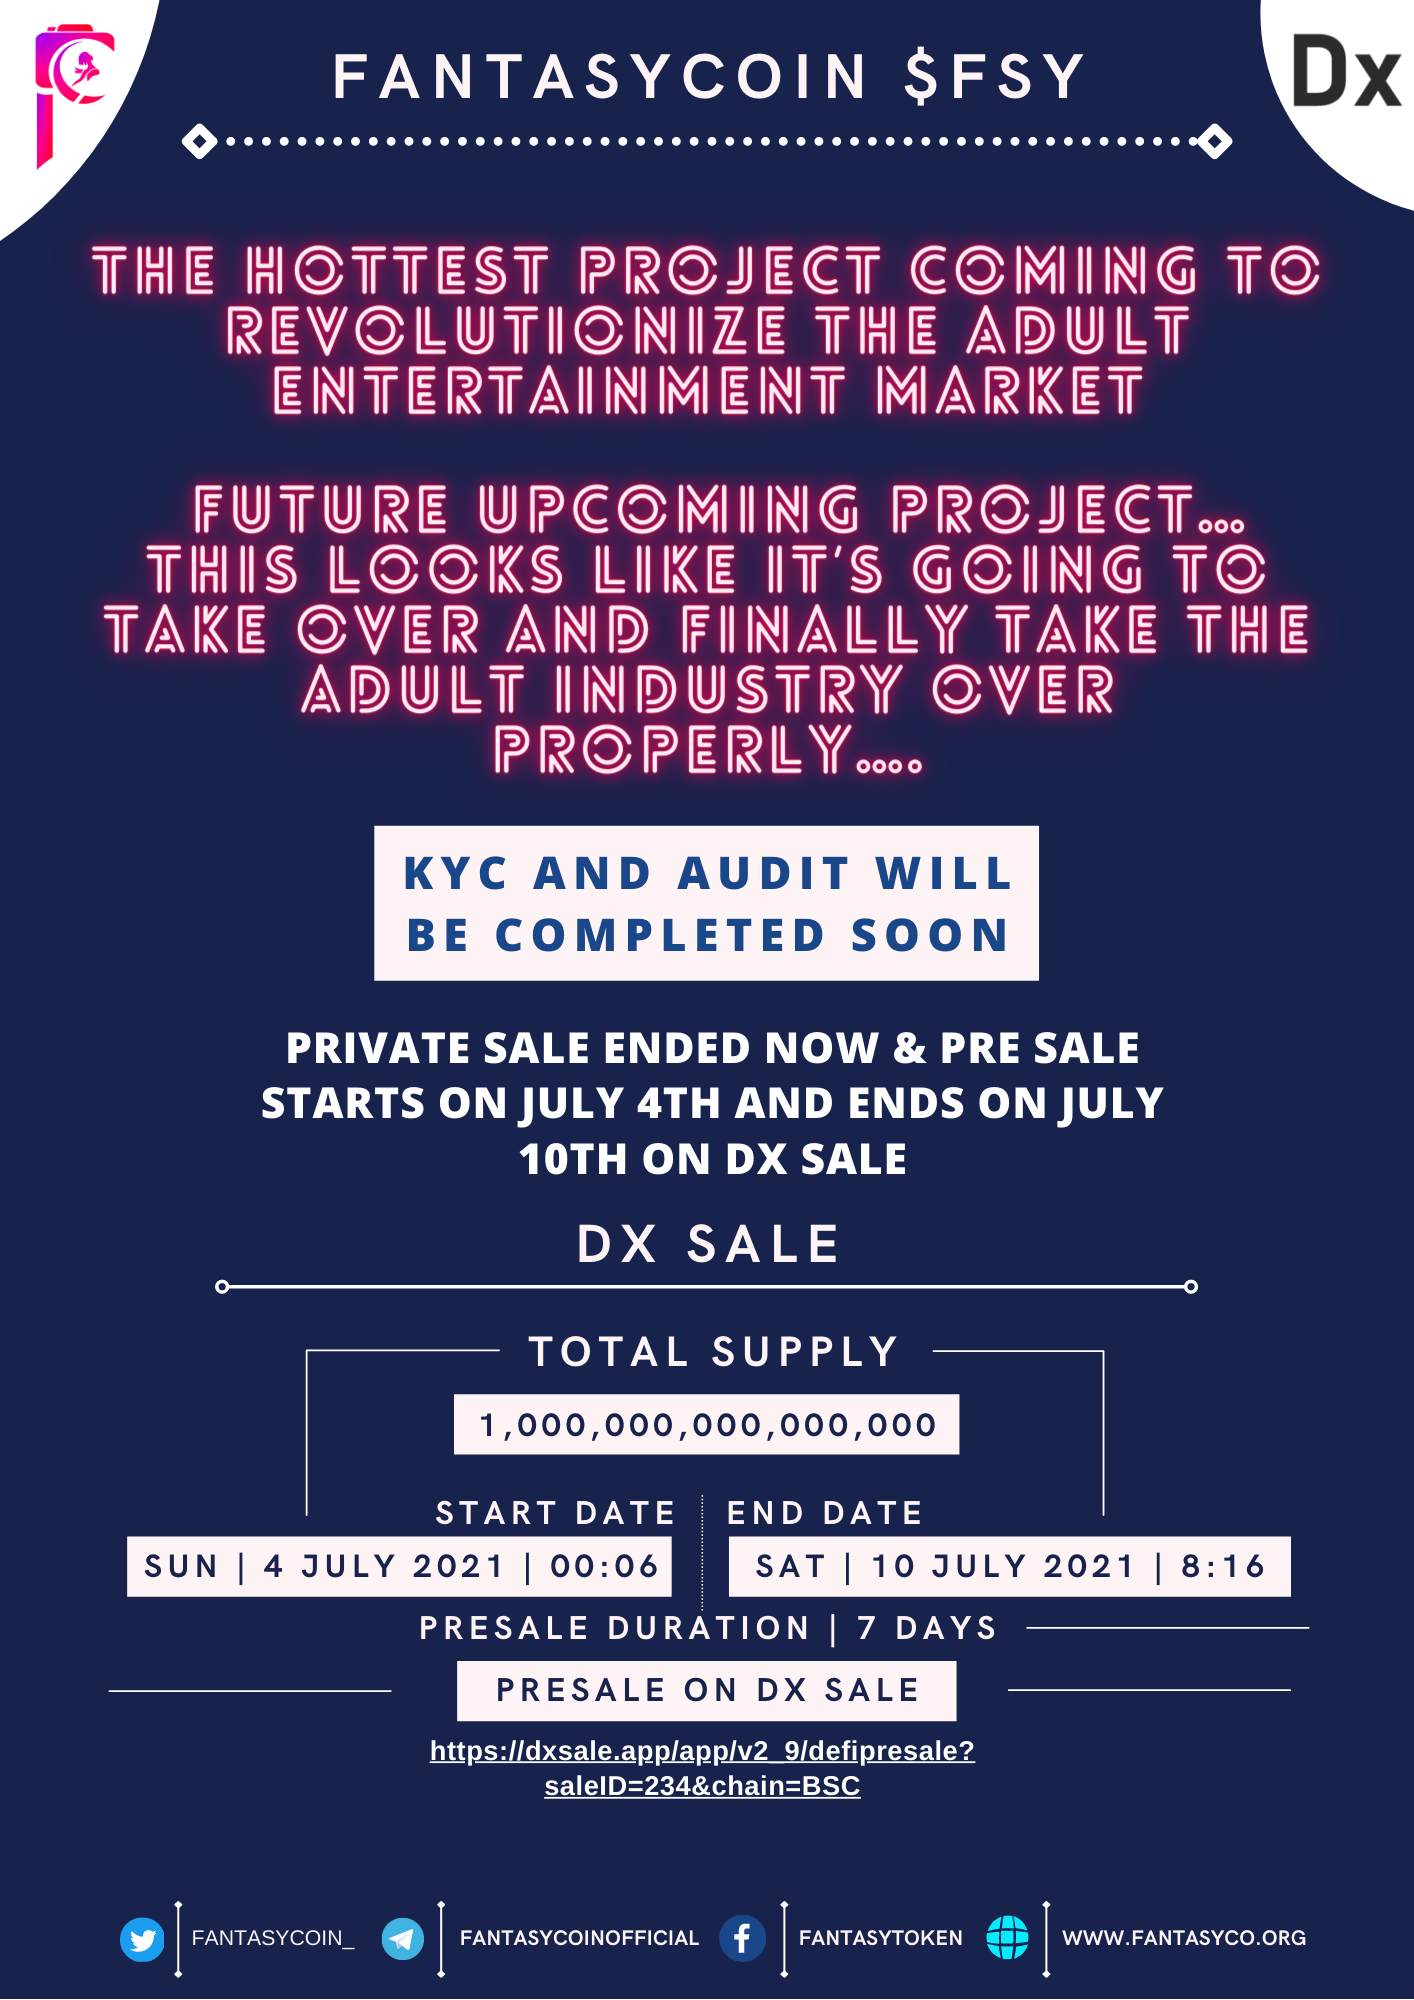 FANTASYCOIN $FSY
Dx
THE HOTTEST PROJECT COMING TO
REVOLUTIONIZE THE ADULT
ENTERTAINMENT MARKET
FUTURE UPCOMING PROJECT...
THIS LOOKS LIKE IT'S GOING TO
TAKE OVER AND FINALLY TAKE THE
ADULT INDUSTRY OVER
PROPERLY....
KYC AND AUDIT WILL
BE COMPLETED SOON
PRIVATE SALE ENDED NOW & PRE SALE
STARTS ON JULY 4TH AND ENDS ON JULY
10TH ON DX SALE
DX SALE
TOTAL SUPPLY
1,000,000,000,000,000
START DATE
END DATE
SUN | 4 JULY 2021 | 00:06
SAT | 10 JULY 2021 | 8:16
PRESALE DURATION | 7 DAYS
PRESALE ON DX SALE
https://dxsale.app/app/v2_9/defipresale?
saleID=234&chain=BSC
FANTASYCOIN_
FANTASYCOINOFFICIAL
FANTASYTOKEN
WWW.FANTASYCO.ORG